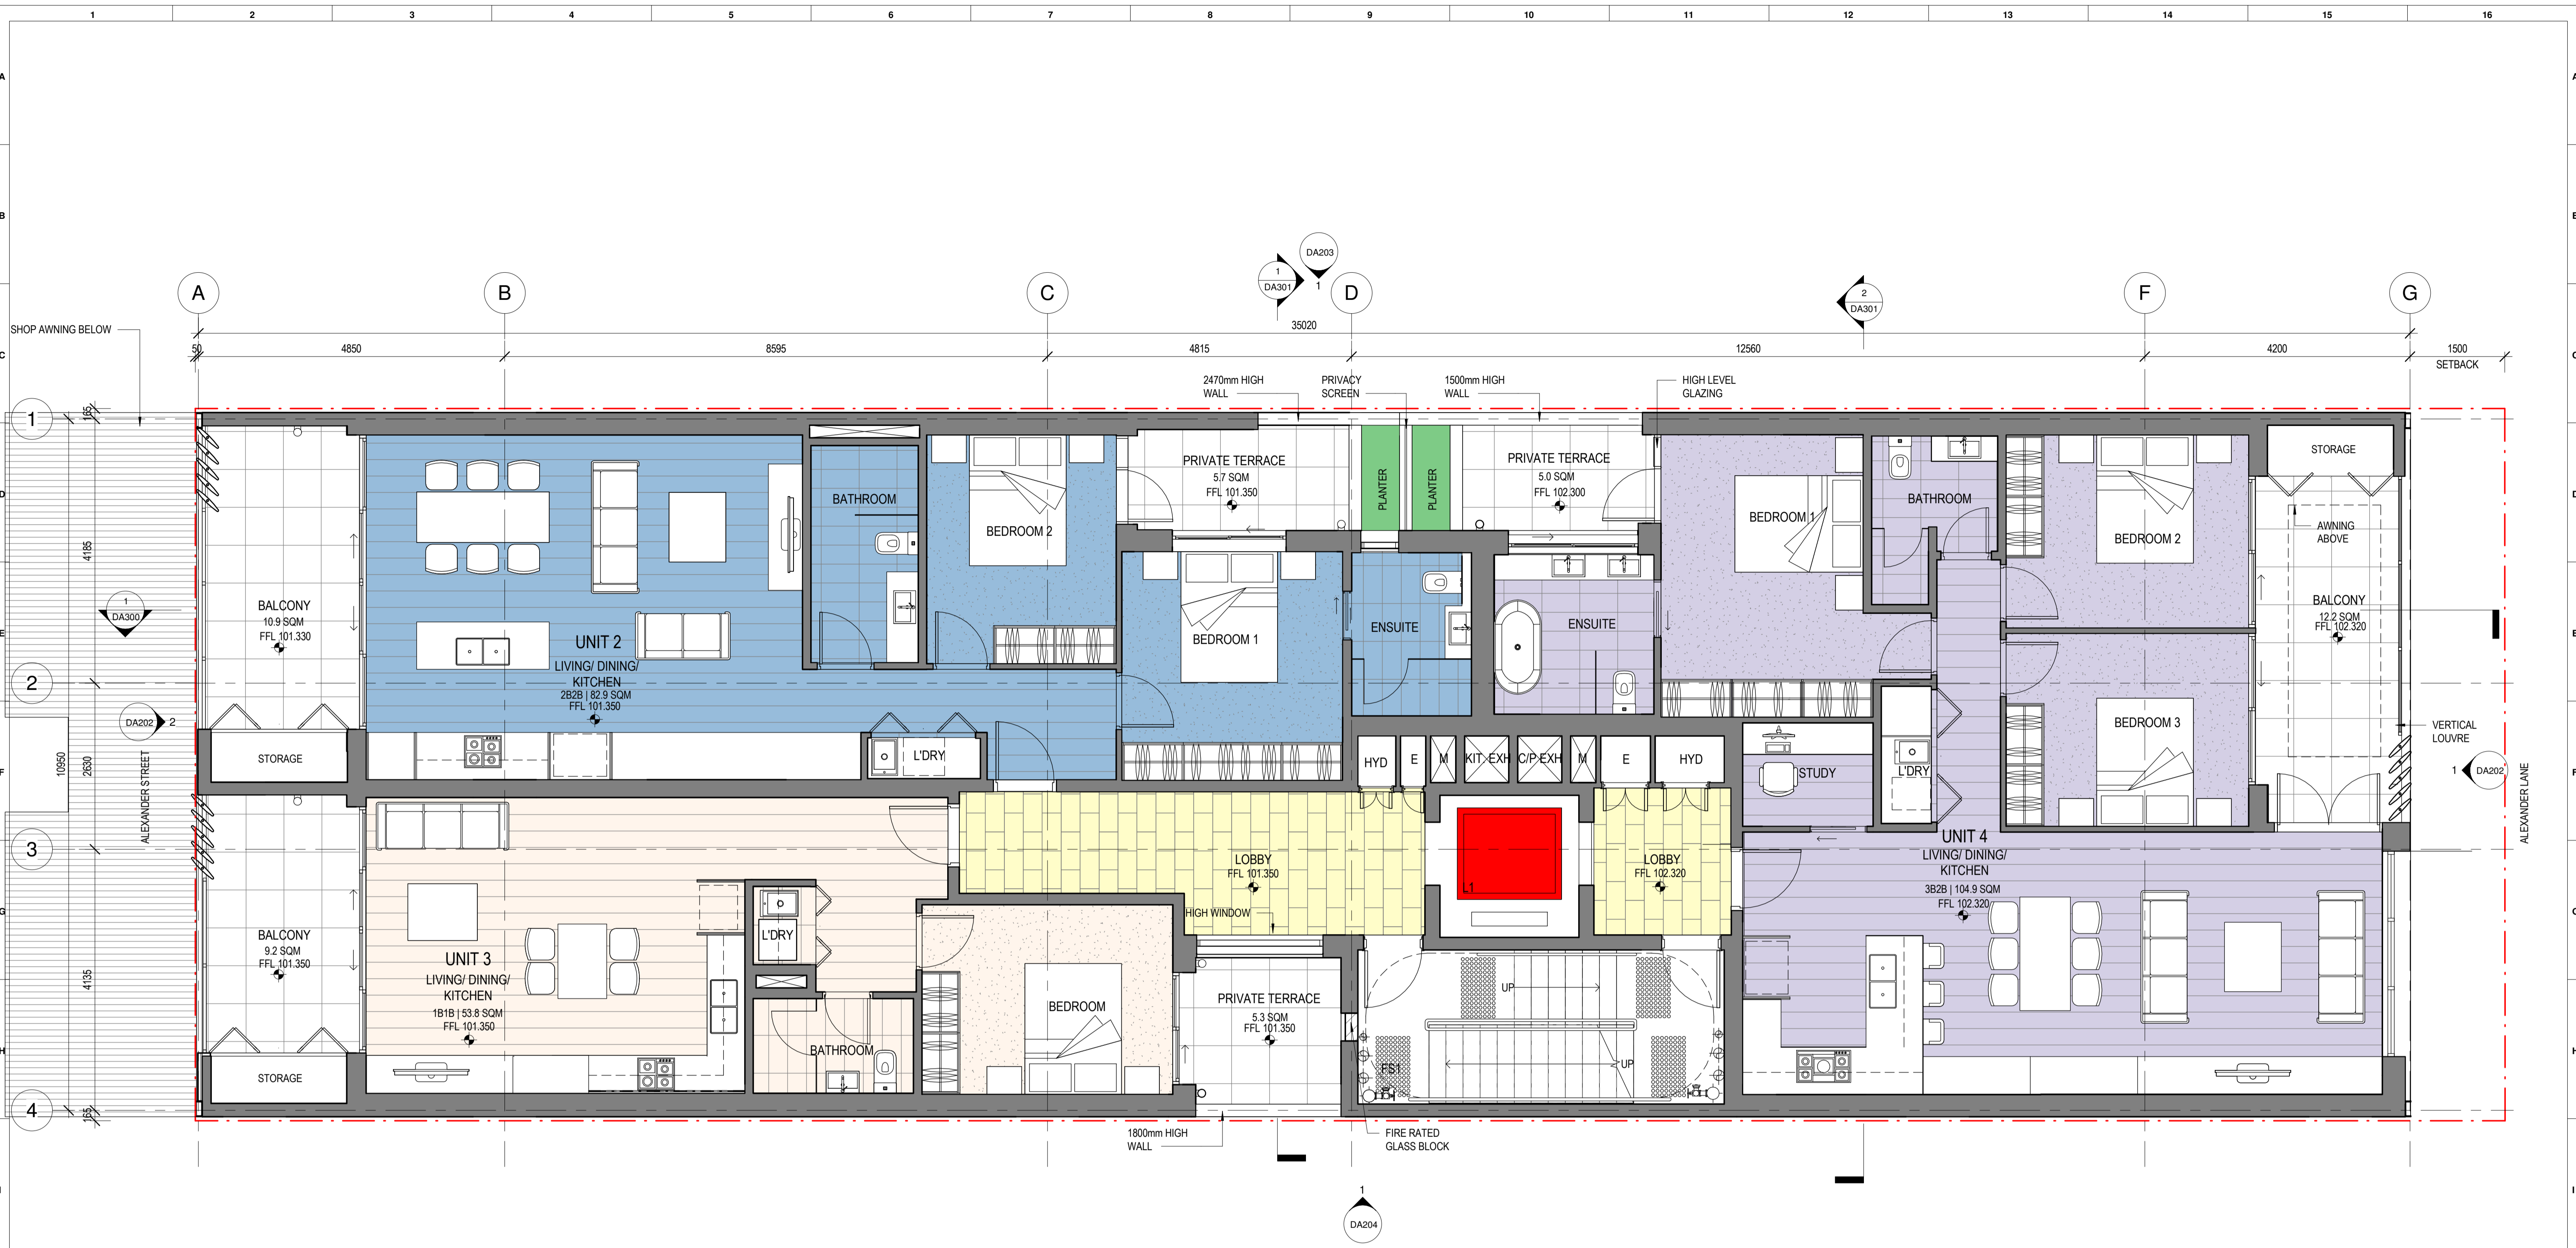 1 2 3 4 5 6 7 8 9 10 11 12 13 14 15 16
A
A
B
C
D
E
F
G
H
I
DA203
1
1
DA301
2
DA301
A B C D F G
SHOP AWNING BELOW
35020
50 4850 8595 4815 12560 4200 1500
SETBACK
2470mm HIGH
WALL
PRIVACY
SCREEN
1500mm HIGH
WALL
HIGH LEVEL
GLAZING
1
2
3
4
165
4185
2630
4135
165
10950
ALEXANDER STREET
1
DA300
DA202
2
BALCONY
10.9 SQM
FFL 101.330
STORAGE
UNIT 2
LIVING/ DINING/
KITCHEN
2B2B | 82.9 SQM
FFL 101.350
BATHROOM
L'DRY
BEDROOM 2
PRIVATE TERRACE
5.7 SQM
FFL 101.350
BEDROOM 1
ENSUITE
PLANTER
PLANTER
PRIVATE TERRACE
5.0 SQM
FFL 102.300
ENSUITE
BEDROOM 1
BATHROOM
BEDROOM 2
BEDROOM 3
STORAGE
AWNING
ABOVE
BALCONY
12.2 SQM
FFL 102.320
VERTICAL
LOUVRE
1
DA202
ALEXANDER LANE
HYD
E
M
KIT. EXH
C/P EXH
M
E
HYD
STUDY
L'DRY
BALCONY
9.2 SQM
FFL 101.350
STORAGE
UNIT 3
LIVING/ DINING/
KITCHEN
1B1B | 53.8 SQM
FFL 101.350
L'DRY
BATHROOM
BEDROOM
LOBBY
FFL 101.350
HIGH WINDOW
PRIVATE TERRACE
5.3 SQM
FFL 101.350
L1
LOBBY
FFL 102.320
UP
UP
FS1
UNIT 4
LIVING/ DINING/
KITCHEN
3B2B | 104.9 SQM
FFL 102.320
1800mm HIGH
WALL
FIRE RATED
GLASS BLOCK
1
DA204